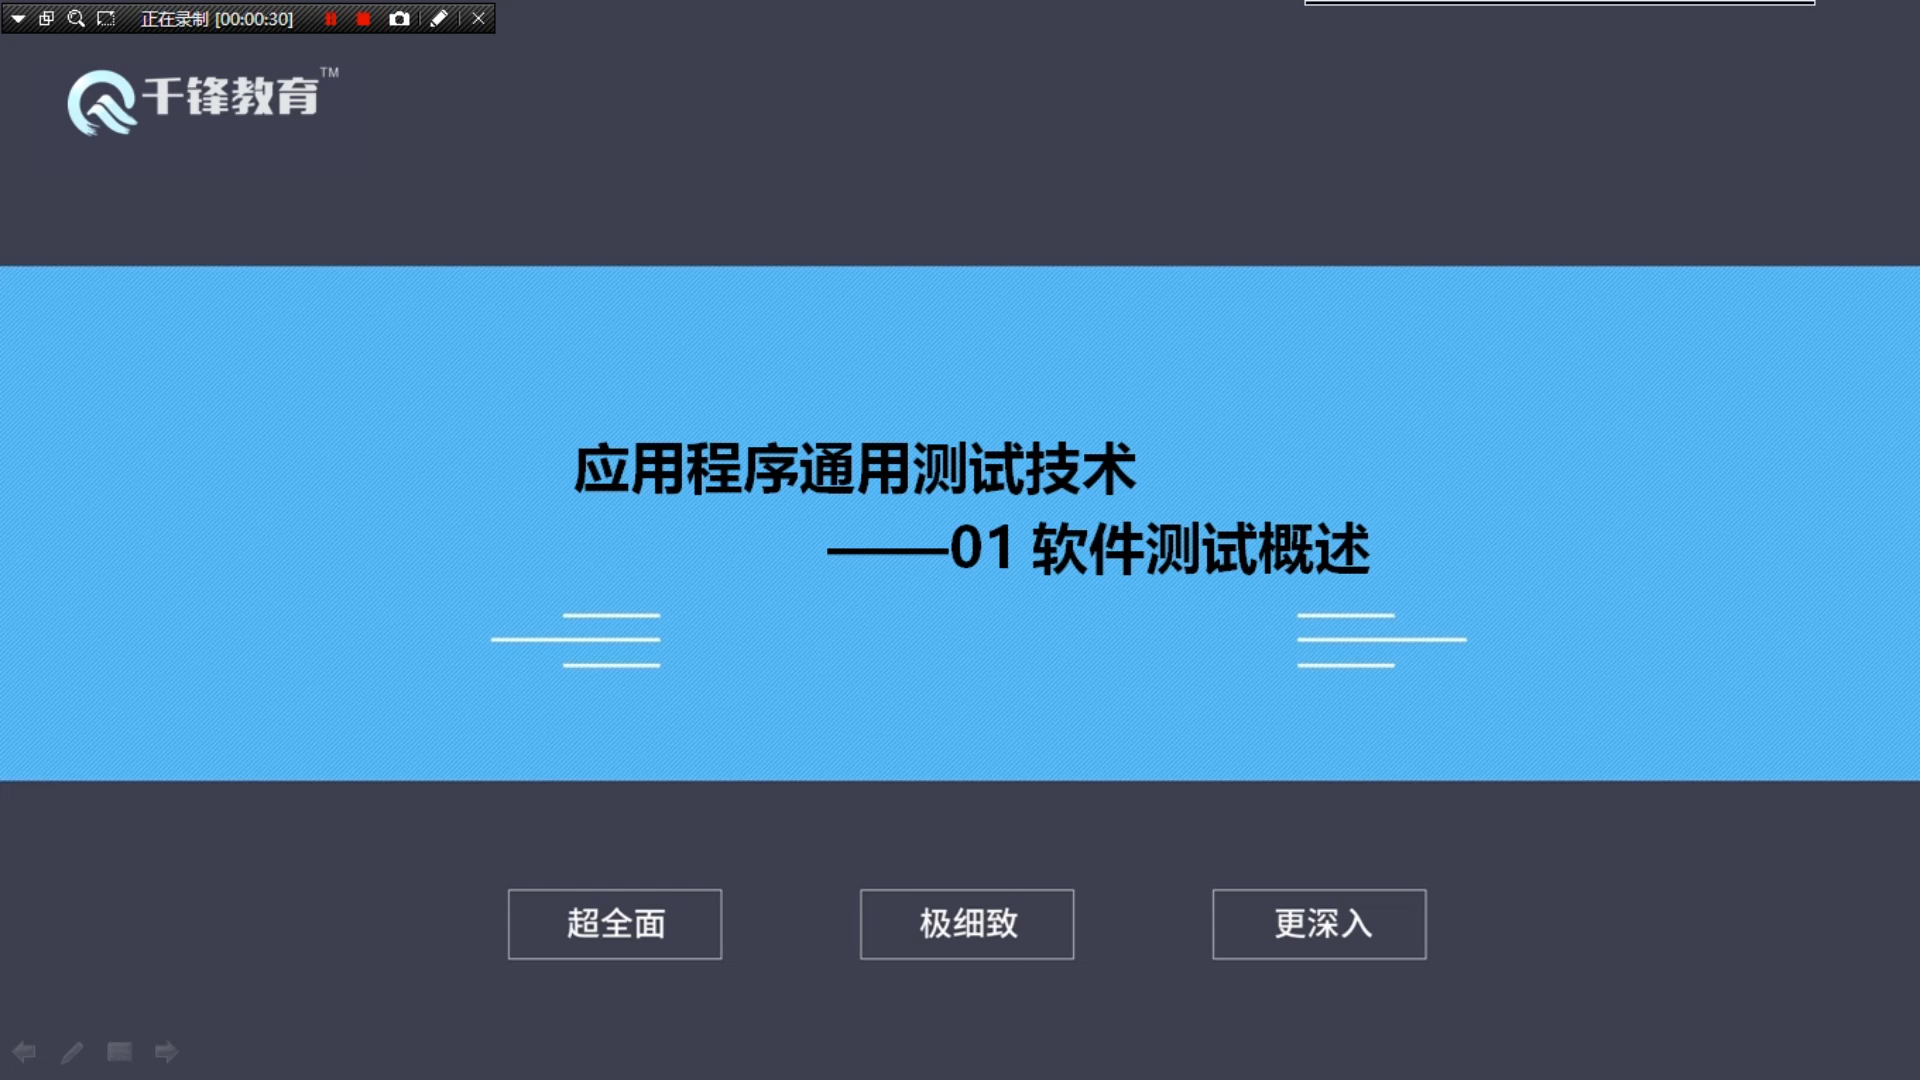 正在录制 [00:00:30]
千锋教育TM
应用程序通用测试技术
——01 软件测试概述
超全面
极细致
更深入